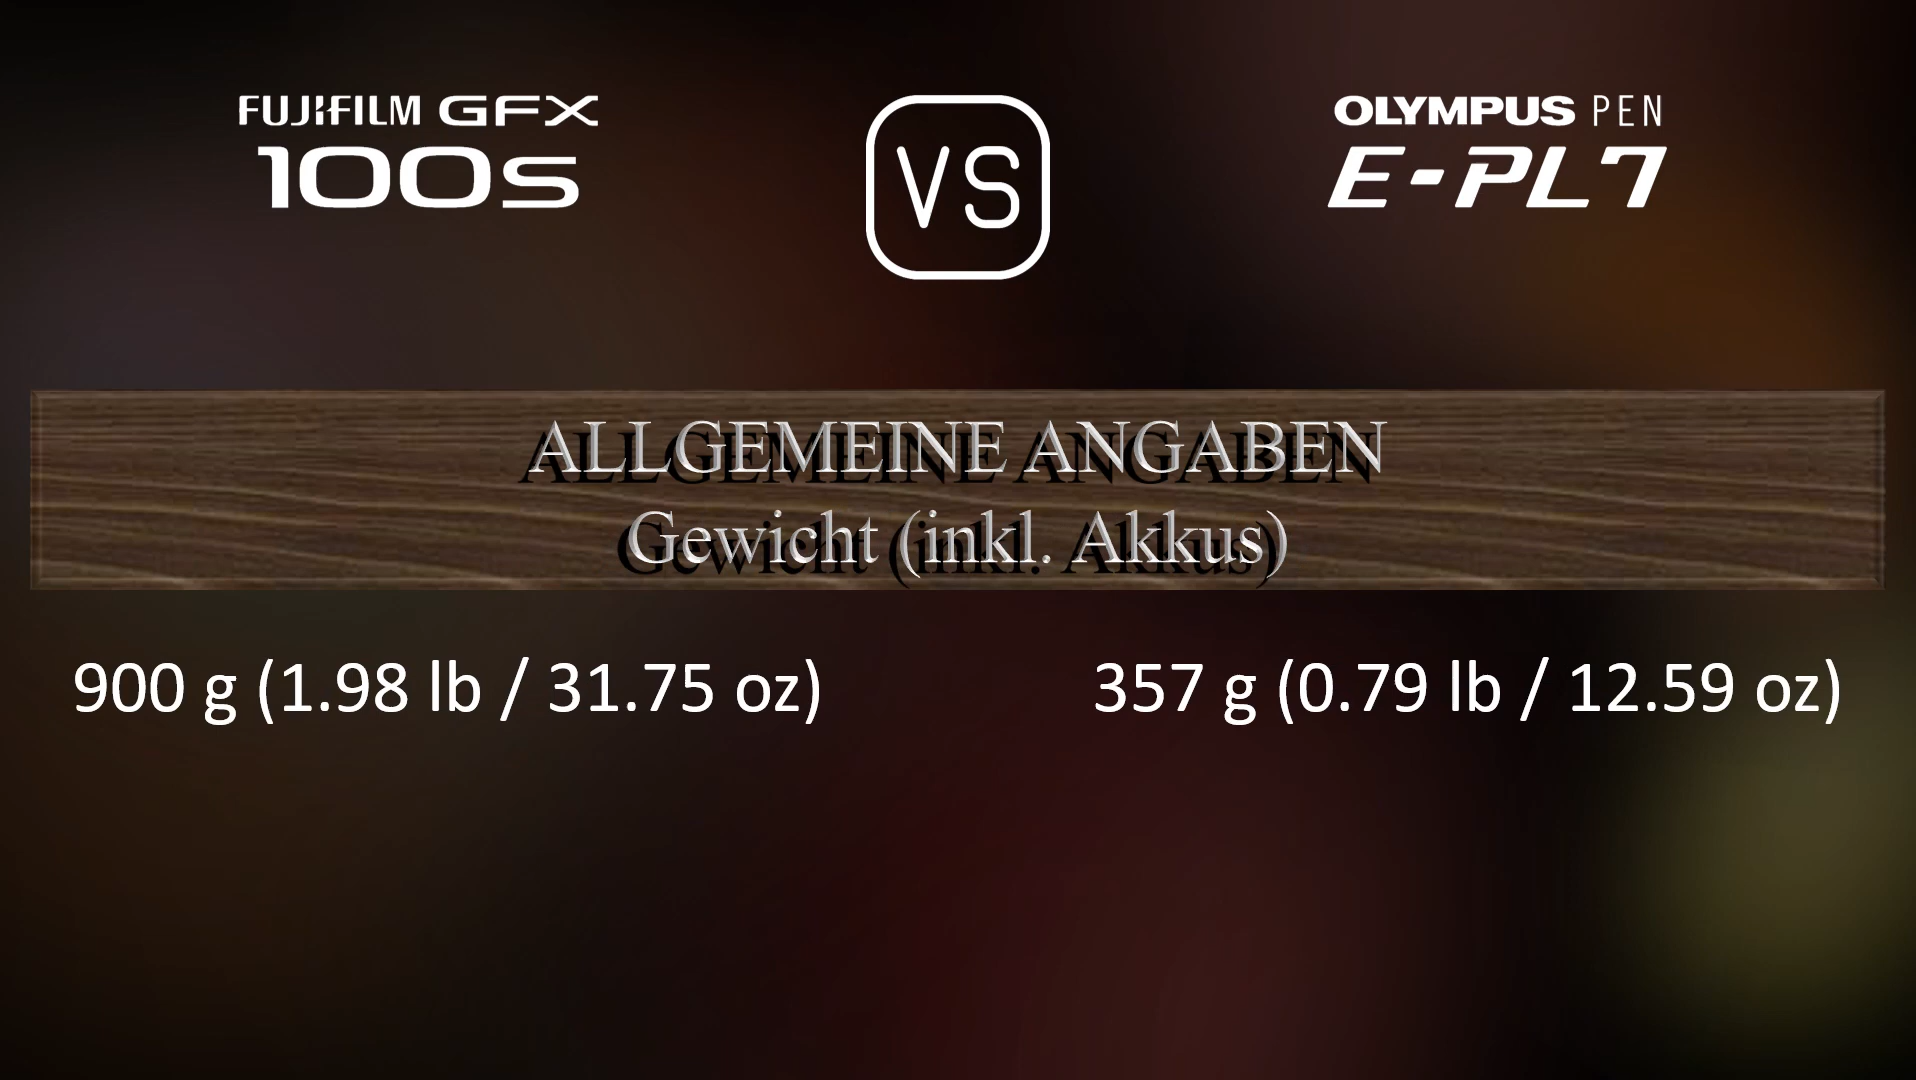 FUJIFILM GFX
100S
VS
OLYMPUS PEN
E-PL7
ALLGEMEINE ANGABEN
Gewicht (inkl. Akkus)
900 g (1.98 lb / 31.75 oz)
357 g (0.79 lb / 12.59 oz)